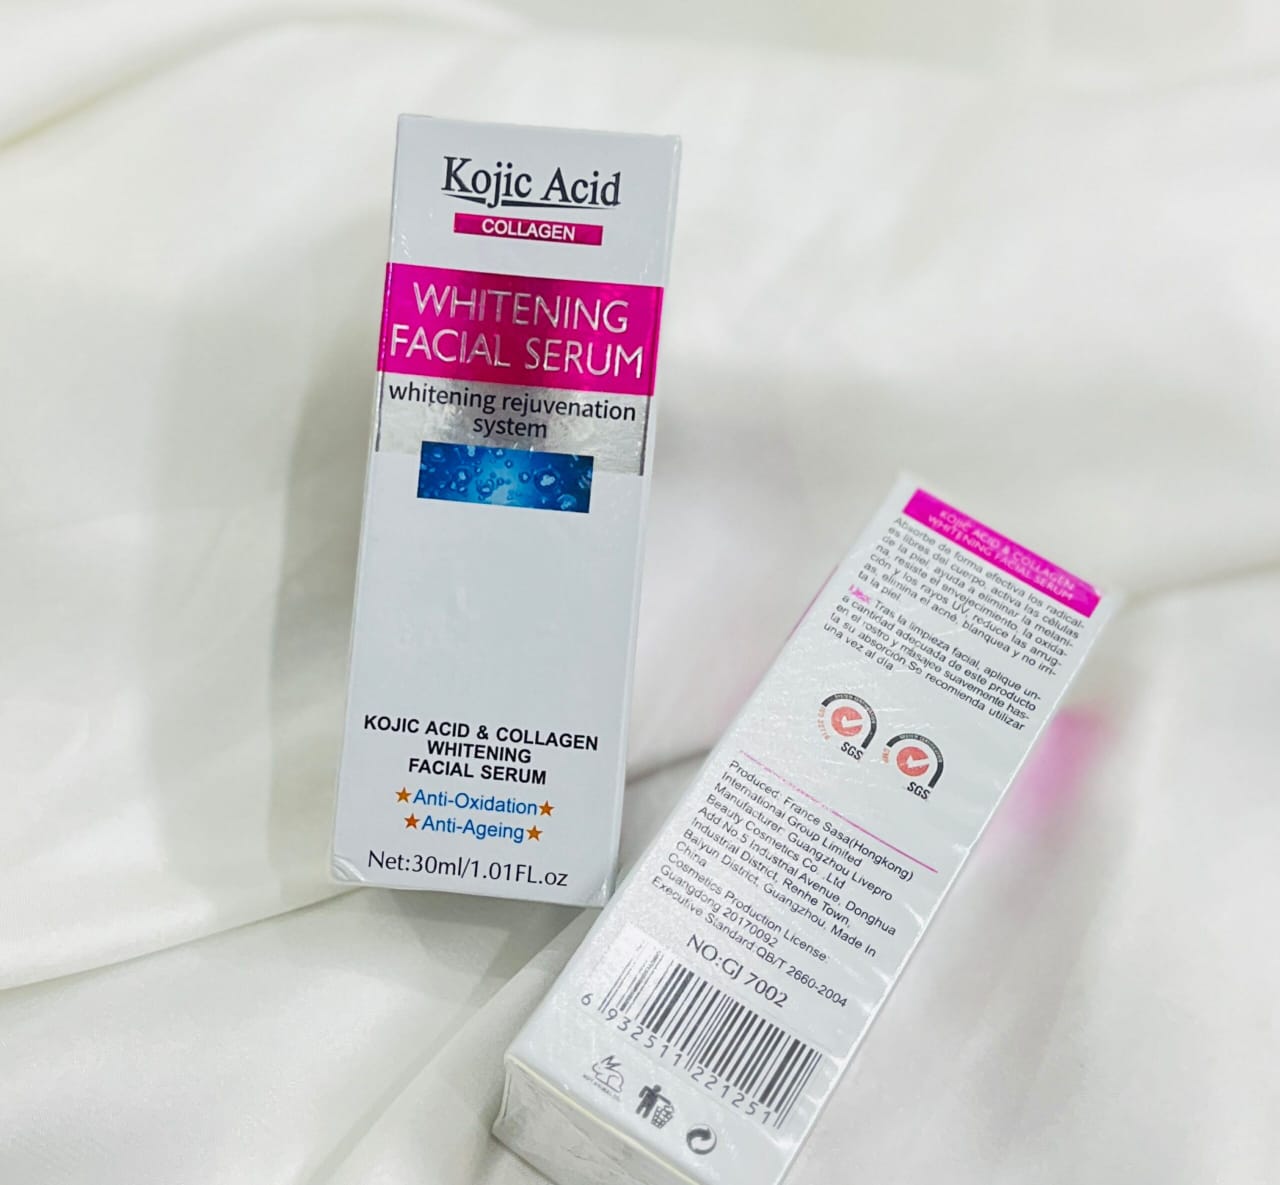 Kojic Acid
COLLAGEN
WHITENING
FACIAL SERUM
whitening rejuvenation
system
KOJIC ACID & COLLAGEN
WHITENING
FACIAL SERUM
Anti-Oxidation
Anti-Ageing
Net:30ml/1.01FL.oz
KOJIC ACID & COLLAGEN
WHITENING FACIAL SERUM
Absorbe de forma efectiva los radical-
es libres del cuerpo, activa las células
de la piel, ayuda a eliminar la melani-
na, resiste el envejecimiento, la oxida-
ción y los rayos UV, reduce las arrug-
as, elimina el acné, blanquea y no irri-
ta la piel
Uso: Tras la limpieza facial, aplique un-
a cantidad adecuada de este producto
en el rostro y masajee suavemente has-
ta su absorción.Se recomienda utilizar
una vez al día
SGS
SGS
Produced: France Sasa(Hongkong)
International Group Limited
Manufacturer: Guangzhou Livepro
Beauty Cosmetics Co. ,Ltd
Add.No.5 Industrial Avenue, Donghua
Industrial District, Renhe Town,
Baiyun District, Guangzhou, Made In
China
Cosmetics Production License:
Guangdong 20170092
Executive Standard:QB/T 2660-2004
NO:GJ 7002
6 932511 221251